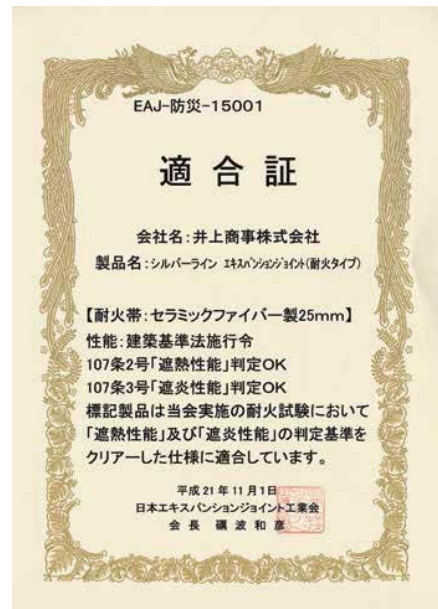 EAJ-防災-15001
適合証
会社名:井上商事株式会社
製品名:シルバーライン エキスパンションジョイント(耐火タイプ)
【耐火帯:セラミックファイバー製25mm】
性能:建築基準法施行令
107条2号「遮熱性能」判定OK
107条3号「遮炎性能」判定OK
標記製品は当会実施の耐火試験において
「遮熱性能」及び「遮炎性能」の判定基準を
クリアーした仕様に適合しています。
平成21年11月1日
日本エキスパンションジョイント工業会
会長 礪波和彦